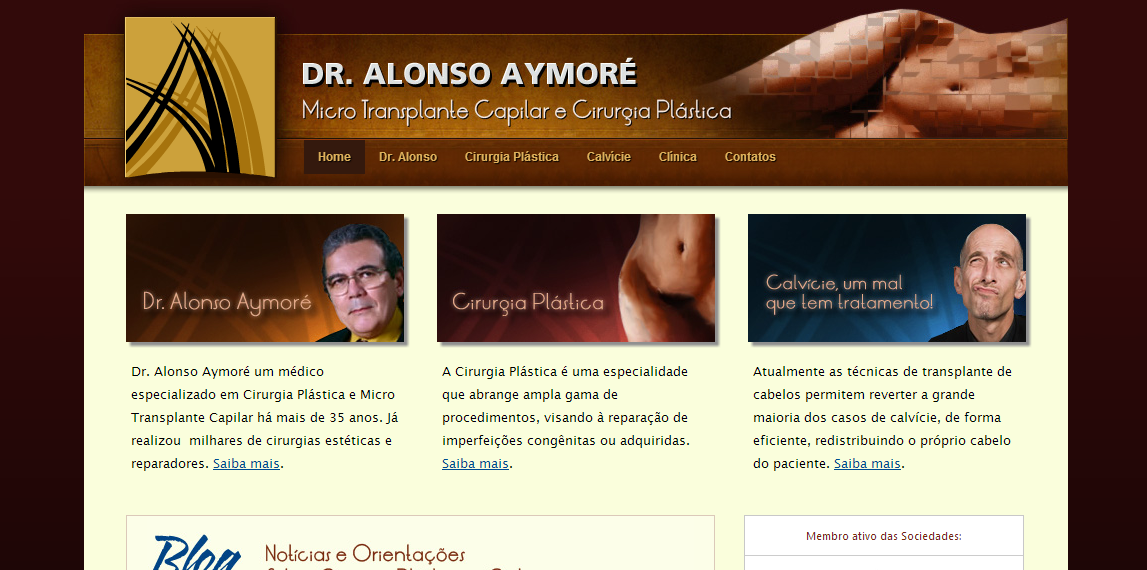 DR. ALONSO AYMORÉ
Micro Transplante Capilar e Cirurgia Plástica
Home Dr. Alonso Cirurgia Plástica Calvície Clínica Contatos
Dr. Alonso Aymoré
Cirurgia Plástica
Calvície, um mal
que tem tratamento!
Dr. Alonso Aymoré um médico
especializado em Cirurgia Plástica e Micro
Transplante Capilar há mais de 35 anos. Já
realizou milhares de cirurgias estéticas e
reparadores. Saiba mais.
A Cirurgia Plástica é uma especialidade
que abrange ampla gama de
procedimentos, visando à reparação de
imperfeições congênitas ou adquiridas.
Saiba mais.
Atualmente as técnicas de transplante de
cabelos permitem reverter a grande
maioria dos casos de calvície, de forma
eficiente, redistribuindo o próprio cabelo
do paciente. Saiba mais.
Blog
Notícias e Orientações
Membro ativo das Sociedades: